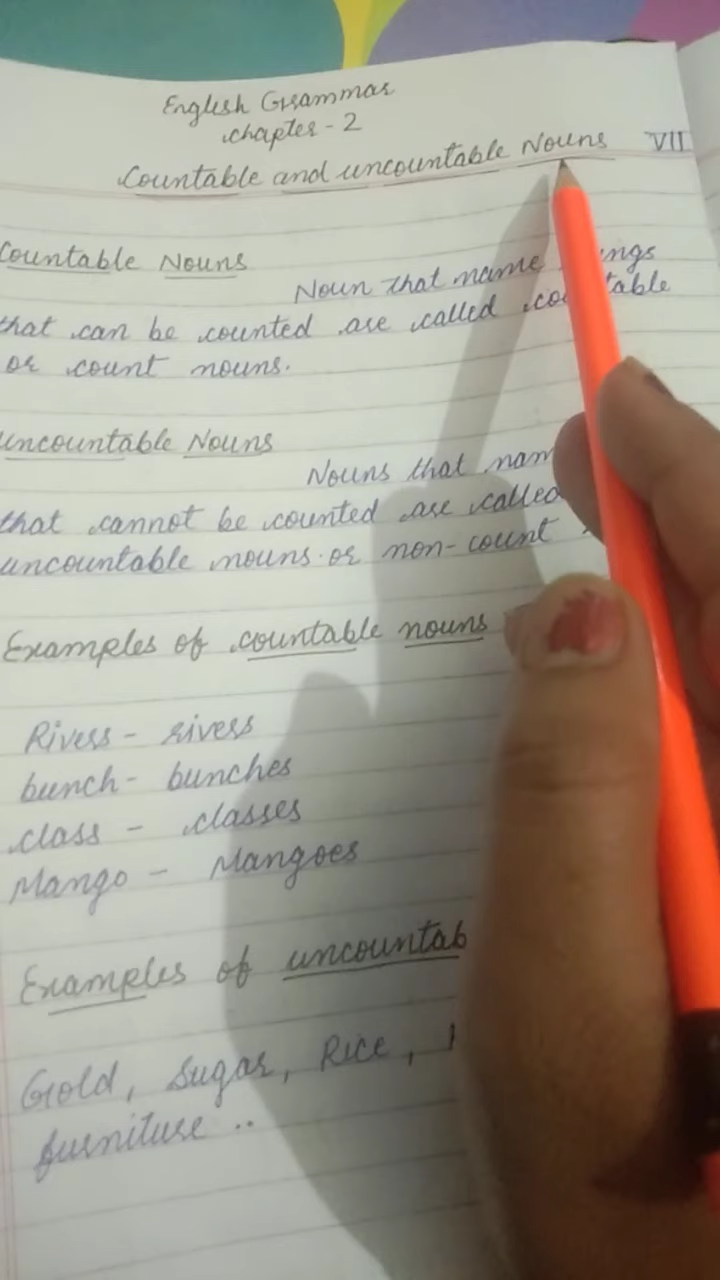 English Grammar
chapter - 2
Countable and uncountable Nouns VII
Countable Nouns
Noun that name
that can be counted are called countable
or count nouns.
uncountable Nouns
Nouns that
that cannot be counted are called
uncountable nouns or non-count
Examples of countable nouns
Rivers - rivers
bunch - bunches
class - classes
Mango - Mangoes
Examples of
Gold, Sugar, Rice,
furniture ..